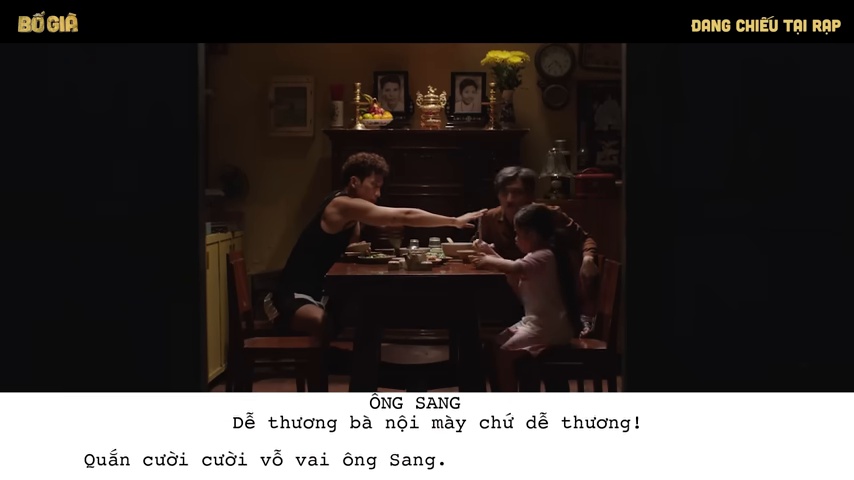 BỐ GIÀ
ĐANG CHIẾU TẠI RẠP
ÔNG SANG
Dễ thương bà nội mày chứ dễ thương!
Quắn cười cười vỗ vai ông Sang.